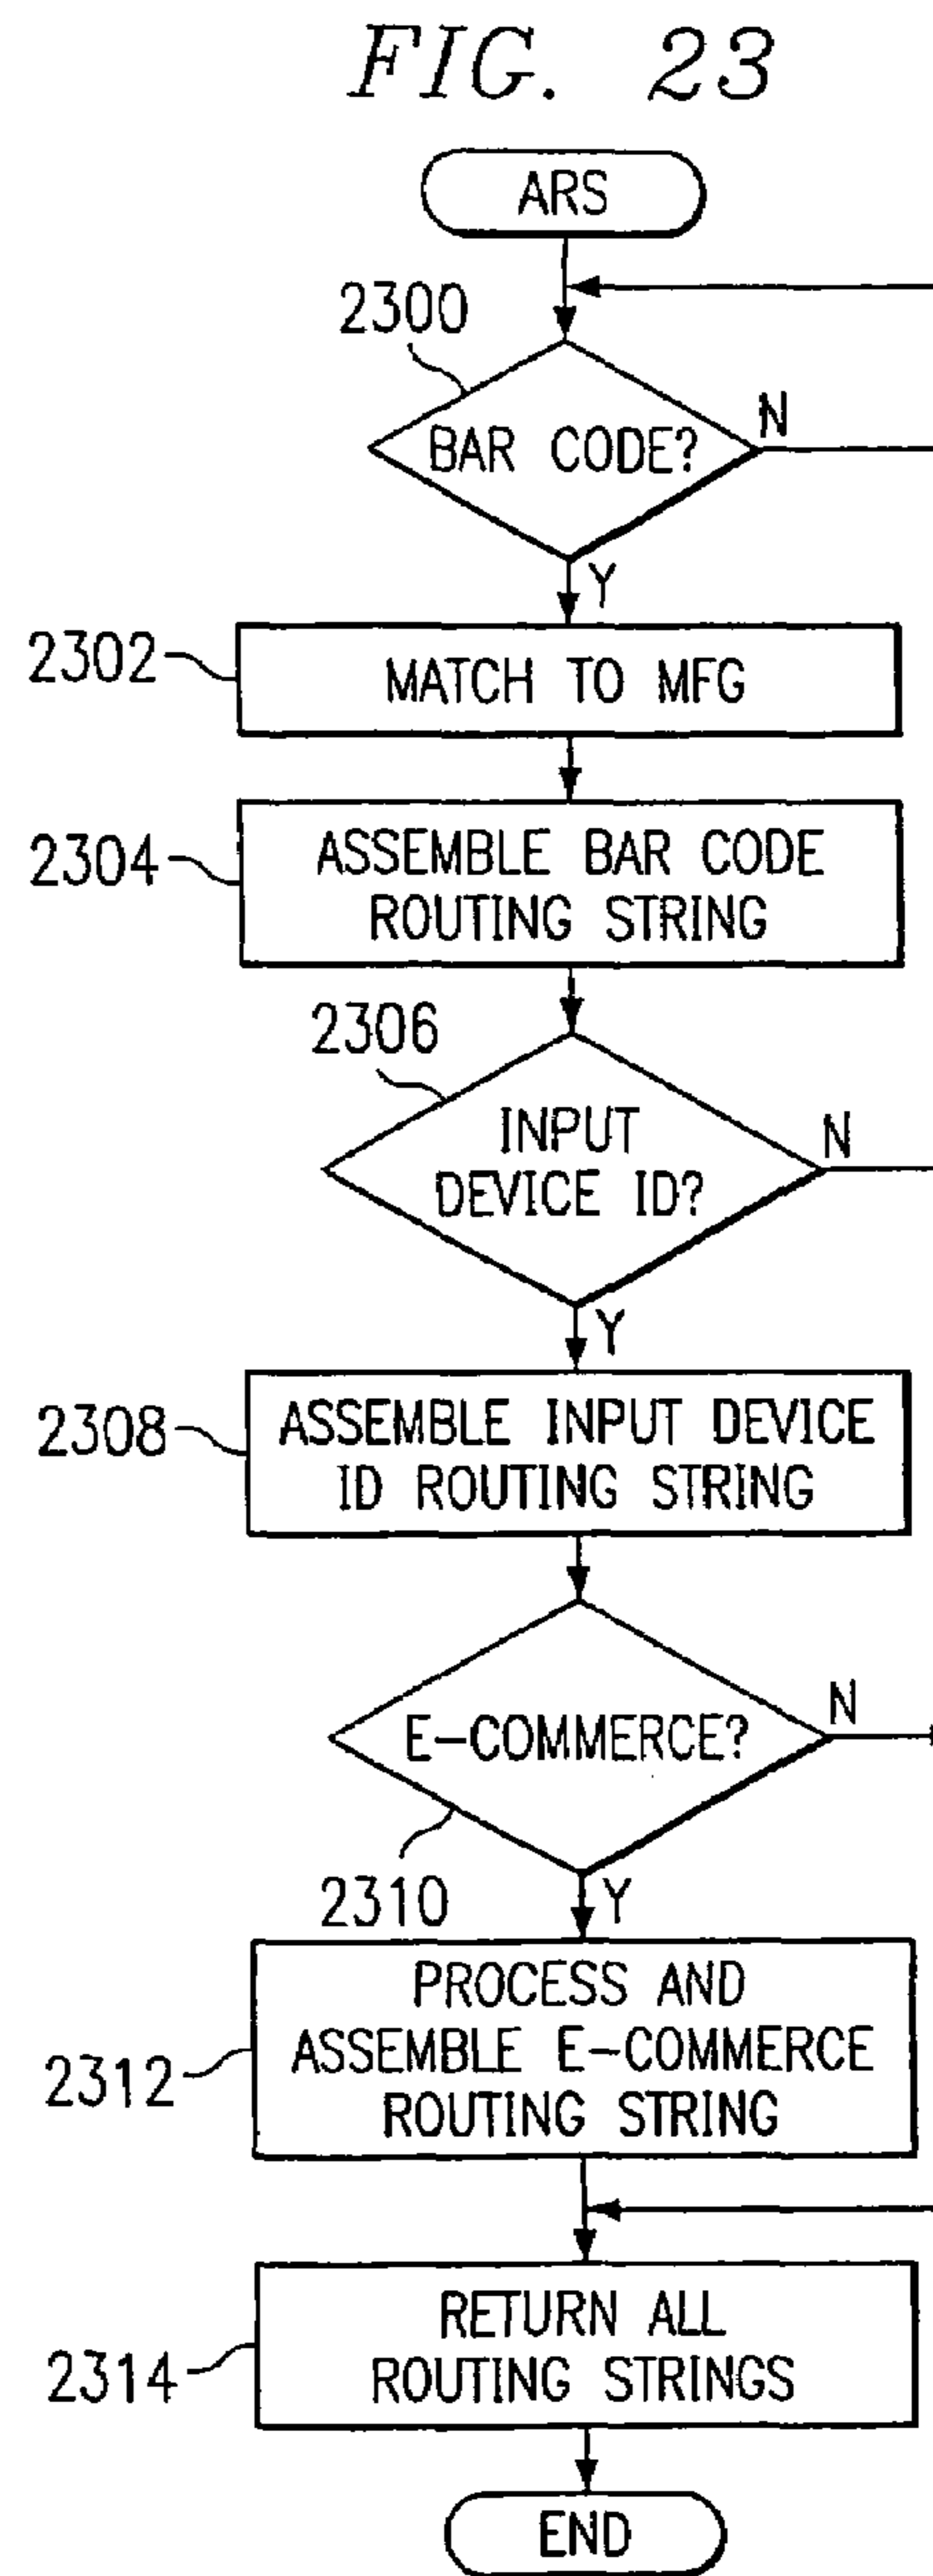 FIG. 23
ARS
2300
BAR CODE?
N
Y
2302
MATCH TO MFG
2304
ASSEMBLE BAR CODE
ROUTING STRING
2306
INPUT
DEVICE ID?
N
Y
2308
ASSEMBLE INPUT DEVICE
ID ROUTING STRING
E-COMMERCE?
N
2310
Y
PROCESS AND
ASSEMBLE E-COMMERCE
ROUTING STRING
2312
RETURN ALL
ROUTING STRINGS
2314
END